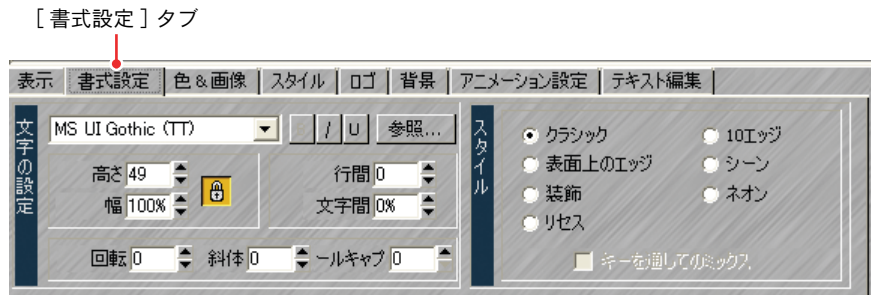 ［書式設定］タブ
表示 書式設定 色＆画像 スタイル ロゴ 背景 アニメーション設定 テキスト編集
文字の設定
MS UI Gothic (TT) I U 参照...
高さ 49 行間 0
幅 100% 文字間 0%
回転 0 斜体 0 ールキャプ 0
スタイル
クラシック 10エッジ
表面上のエッジ シーン
装飾 ネオン
リセス
キーを通してのミックス